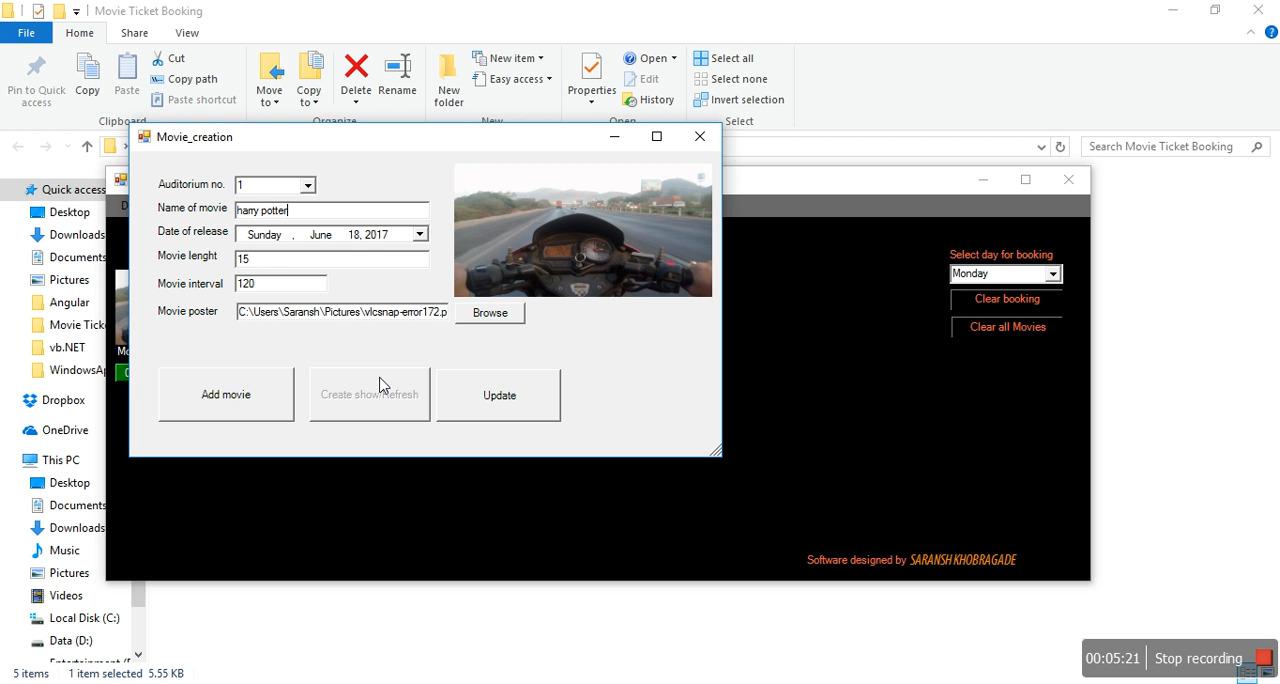 Movie Ticket Booking
File Home Share View
Pin to Quick access
Copy
Paste
Cut
Copy path
Paste shortcut
Clipboard
Move to
Copy to
Delete
Rename
Organize
New folder
New item
Easy access
New
Properties
Open
Edit
History
Open
Select all
Select none
Invert selection
Select
Search Movie Ticket Booking
Quick access
Desktop
Downloads
Documents
Pictures
Angular
Movie Tick
vb.NET
WindowsAp
Dropbox
OneDrive
This PC
Desktop
Documents
Downloads
Music
Pictures
Videos
Local Disk (C:)
Data (D:)
5 items 1 item selected 5.55 KB
Movie_creation
Auditorium no. 1
Name of movie harry potter
Date of release Sunday , June 18, 2017
Movie lenght 15
Movie interval 120
Movie poster C:\Users\Saransh\Pictures\vlcsnap-error172.p Browse
Add movie
Create show/Refresh
Update
Select day for booking
Monday
Clear booking
Clear all Movies
Software designed by SARANSH KHOBRAGADE
00:05:21 Stop recording